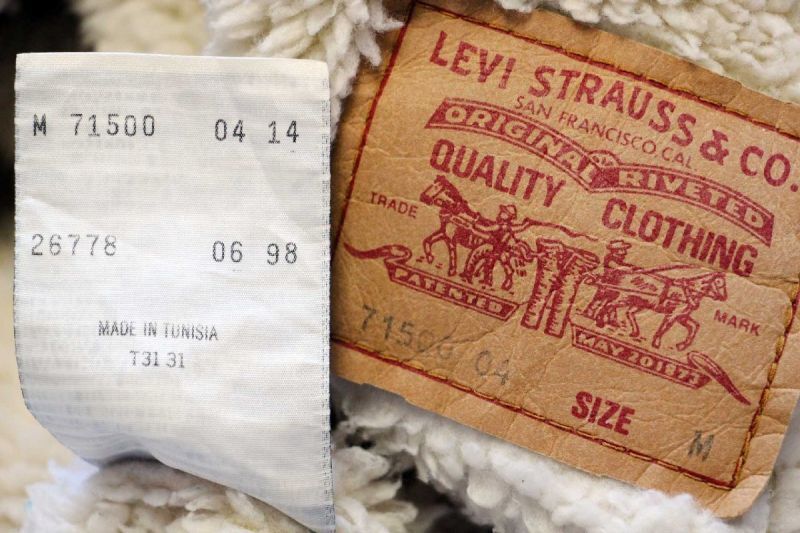 M 71500 04 14
26778 06 98
MADE IN TUNISIA
T31 31
LEVI STRAUSS & CO.
SAN FRANCISCO CAL
ORIGINAL RIVETED
QUALITY CLOTHING
TRADE MARK
PATENTED MAY 20 1873
71500 04
SIZE M